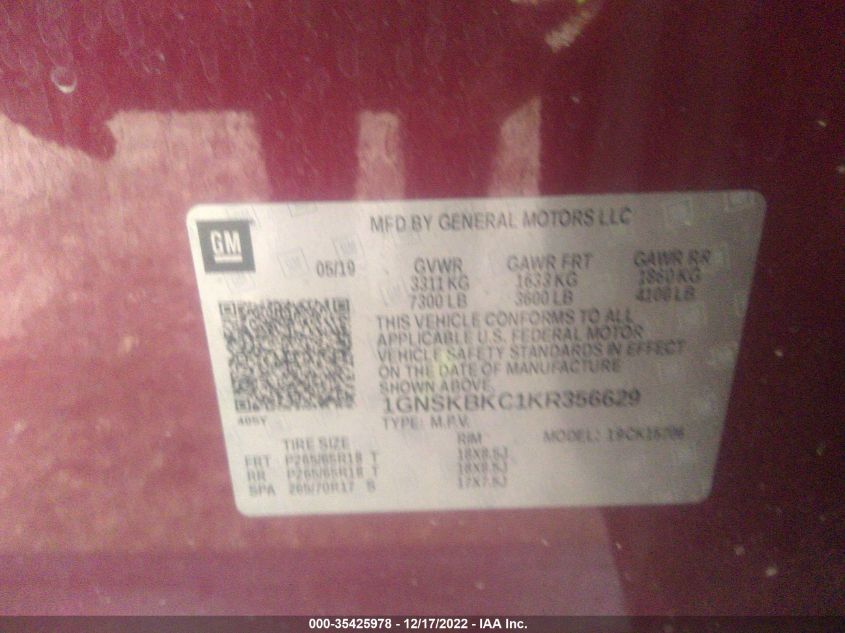 GM
MFD BY GENERAL MOTORS LLC
05/19
GVWR GAWR FRT GAWR RR
3311 KG 1633 KG 1860 KG
7300 LB 3600 LB 4100 LB
THIS VEHICLE CONFORMS TO ALL
APPLICABLE U.S. FEDERAL MOTOR
VEHICLE SAFETY STANDARDS IN EFFECT
ON THE DATE OF MANUFACTURE
SHOWN ABOVE.
1GNSKBKC1KR356629
40SY
TYPE: M.P.V. MODEL: 19CK15706
TIRE SIZE RIM
FRT P265/65R18 T 18X8.5J
RR P265/65R18 T 18X8.5J
SPA 265/70R17 S 17X7.5J
000-35425978 - 12/17/2022 - IAA Inc.